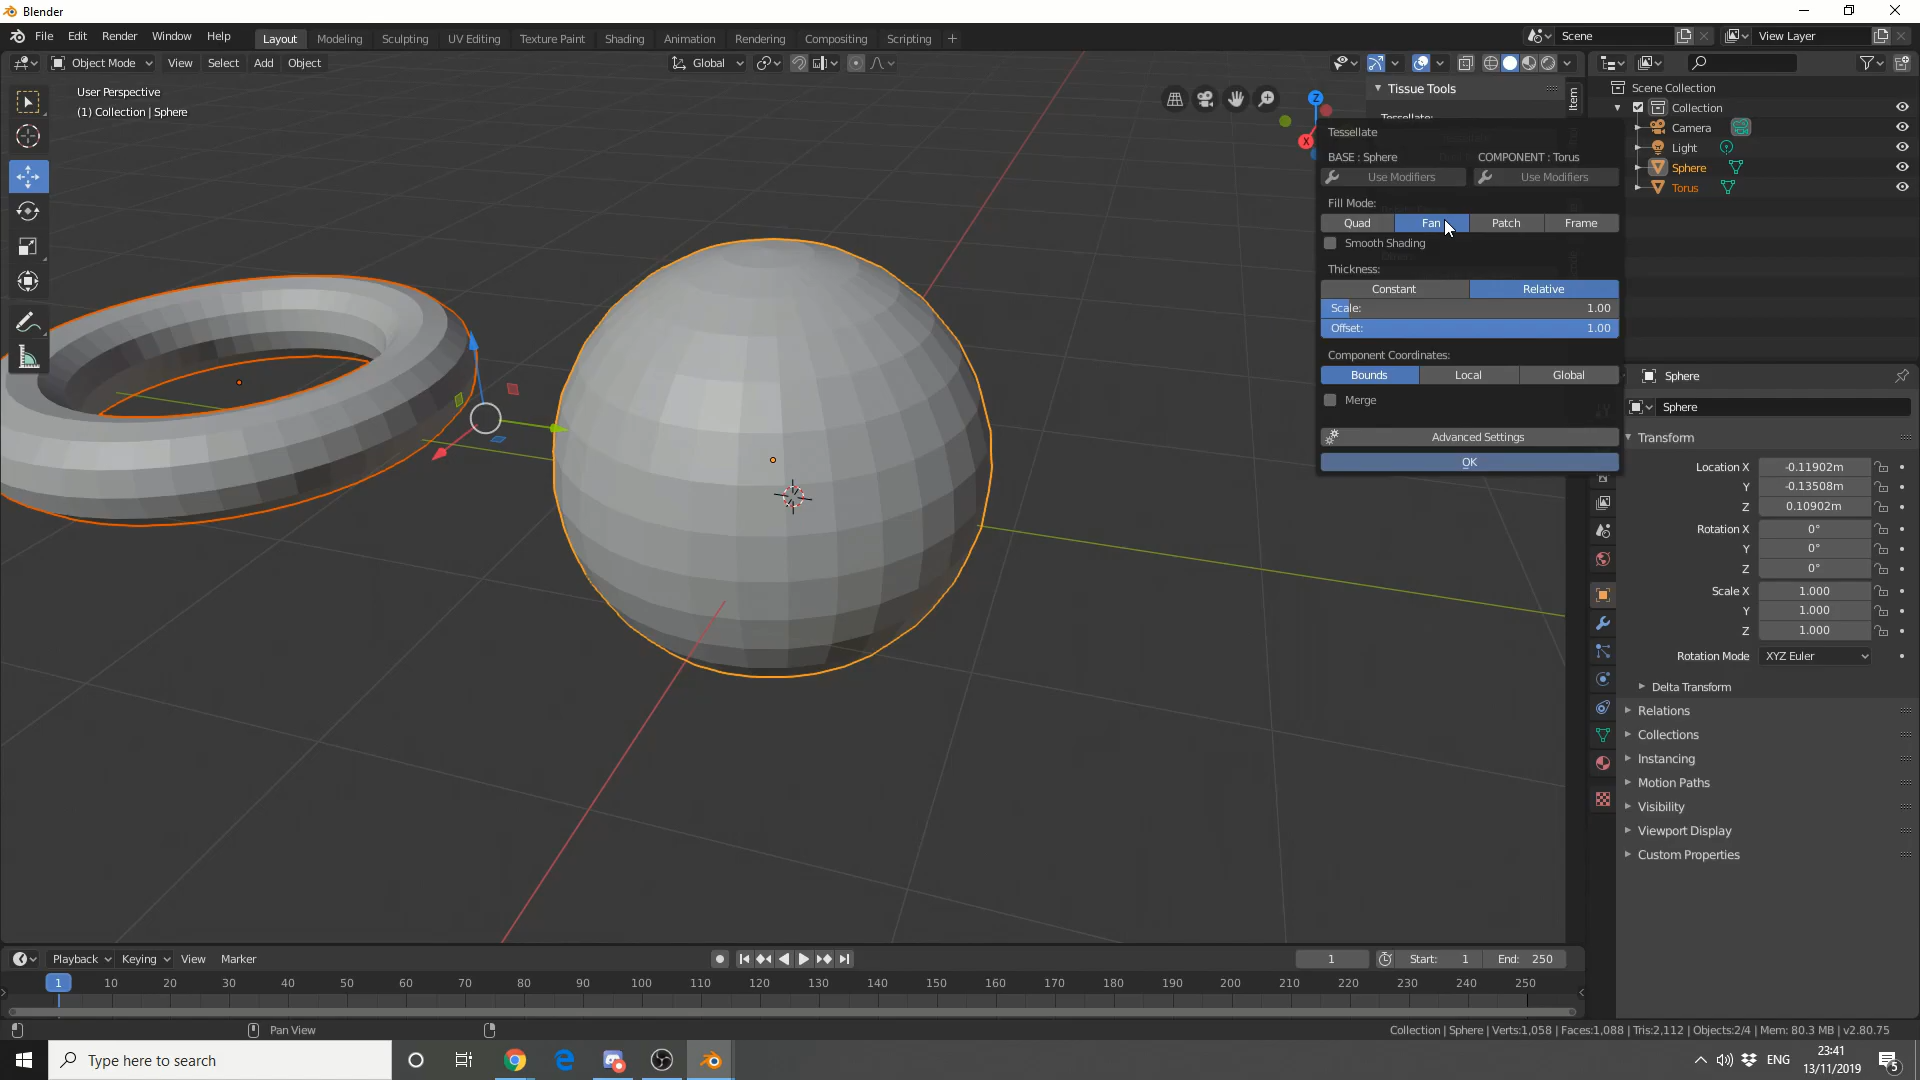 Blender
File Edit Render Window Help
Layout Modeling Sculpting UV Editing Texture Paint Shading Animation Rendering Compositing Scripting +
Scene
View Layer
Object Mode View Select Add Object
Global
User Perspective
(1) Collection | Sphere
Z
X
Tissue Tools
Tessellate:
Item
Tessellate
BASE : Sphere COMPONENT : Torus
Use Modifiers Use Modifiers
Fill Mode:
Quad Fan Patch Frame
Smooth Shading
Thickness:
Constant Relative
Scale: 1.00
Offset: 1.00
Component Coordinates:
Bounds Local Global
Merge
Advanced Settings
OK
Scene Collection
Collection
Camera
Light
Sphere
Torus
Sphere
Sphere
Transform
Location X -0.11902m
Y -0.13508m
Z 0.10902m
Rotation X 0°
Y 0°
Z 0°
Scale X 1.000
Y 1.000
Z 1.000
Rotation Mode XYZ Euler
Delta Transform
Relations
Collections
Instancing
Motion Paths
Visibility
Viewport Display
Custom Properties
Playback Keying View Marker
1 Start: 1 End: 250
1 10 20 30 40 50 60 70 80 90 100 110 120 130 140 150 160 170 180 190 200 210 220 230 240 250
Pan View
Collection | Sphere | Verts:1,058 | Faces:1,088 | Tris:2,112 | Objects:2/4 | Mem: 80.3 MB | v2.80.75
Type here to search
ENG
23:41
13/11/2019
5